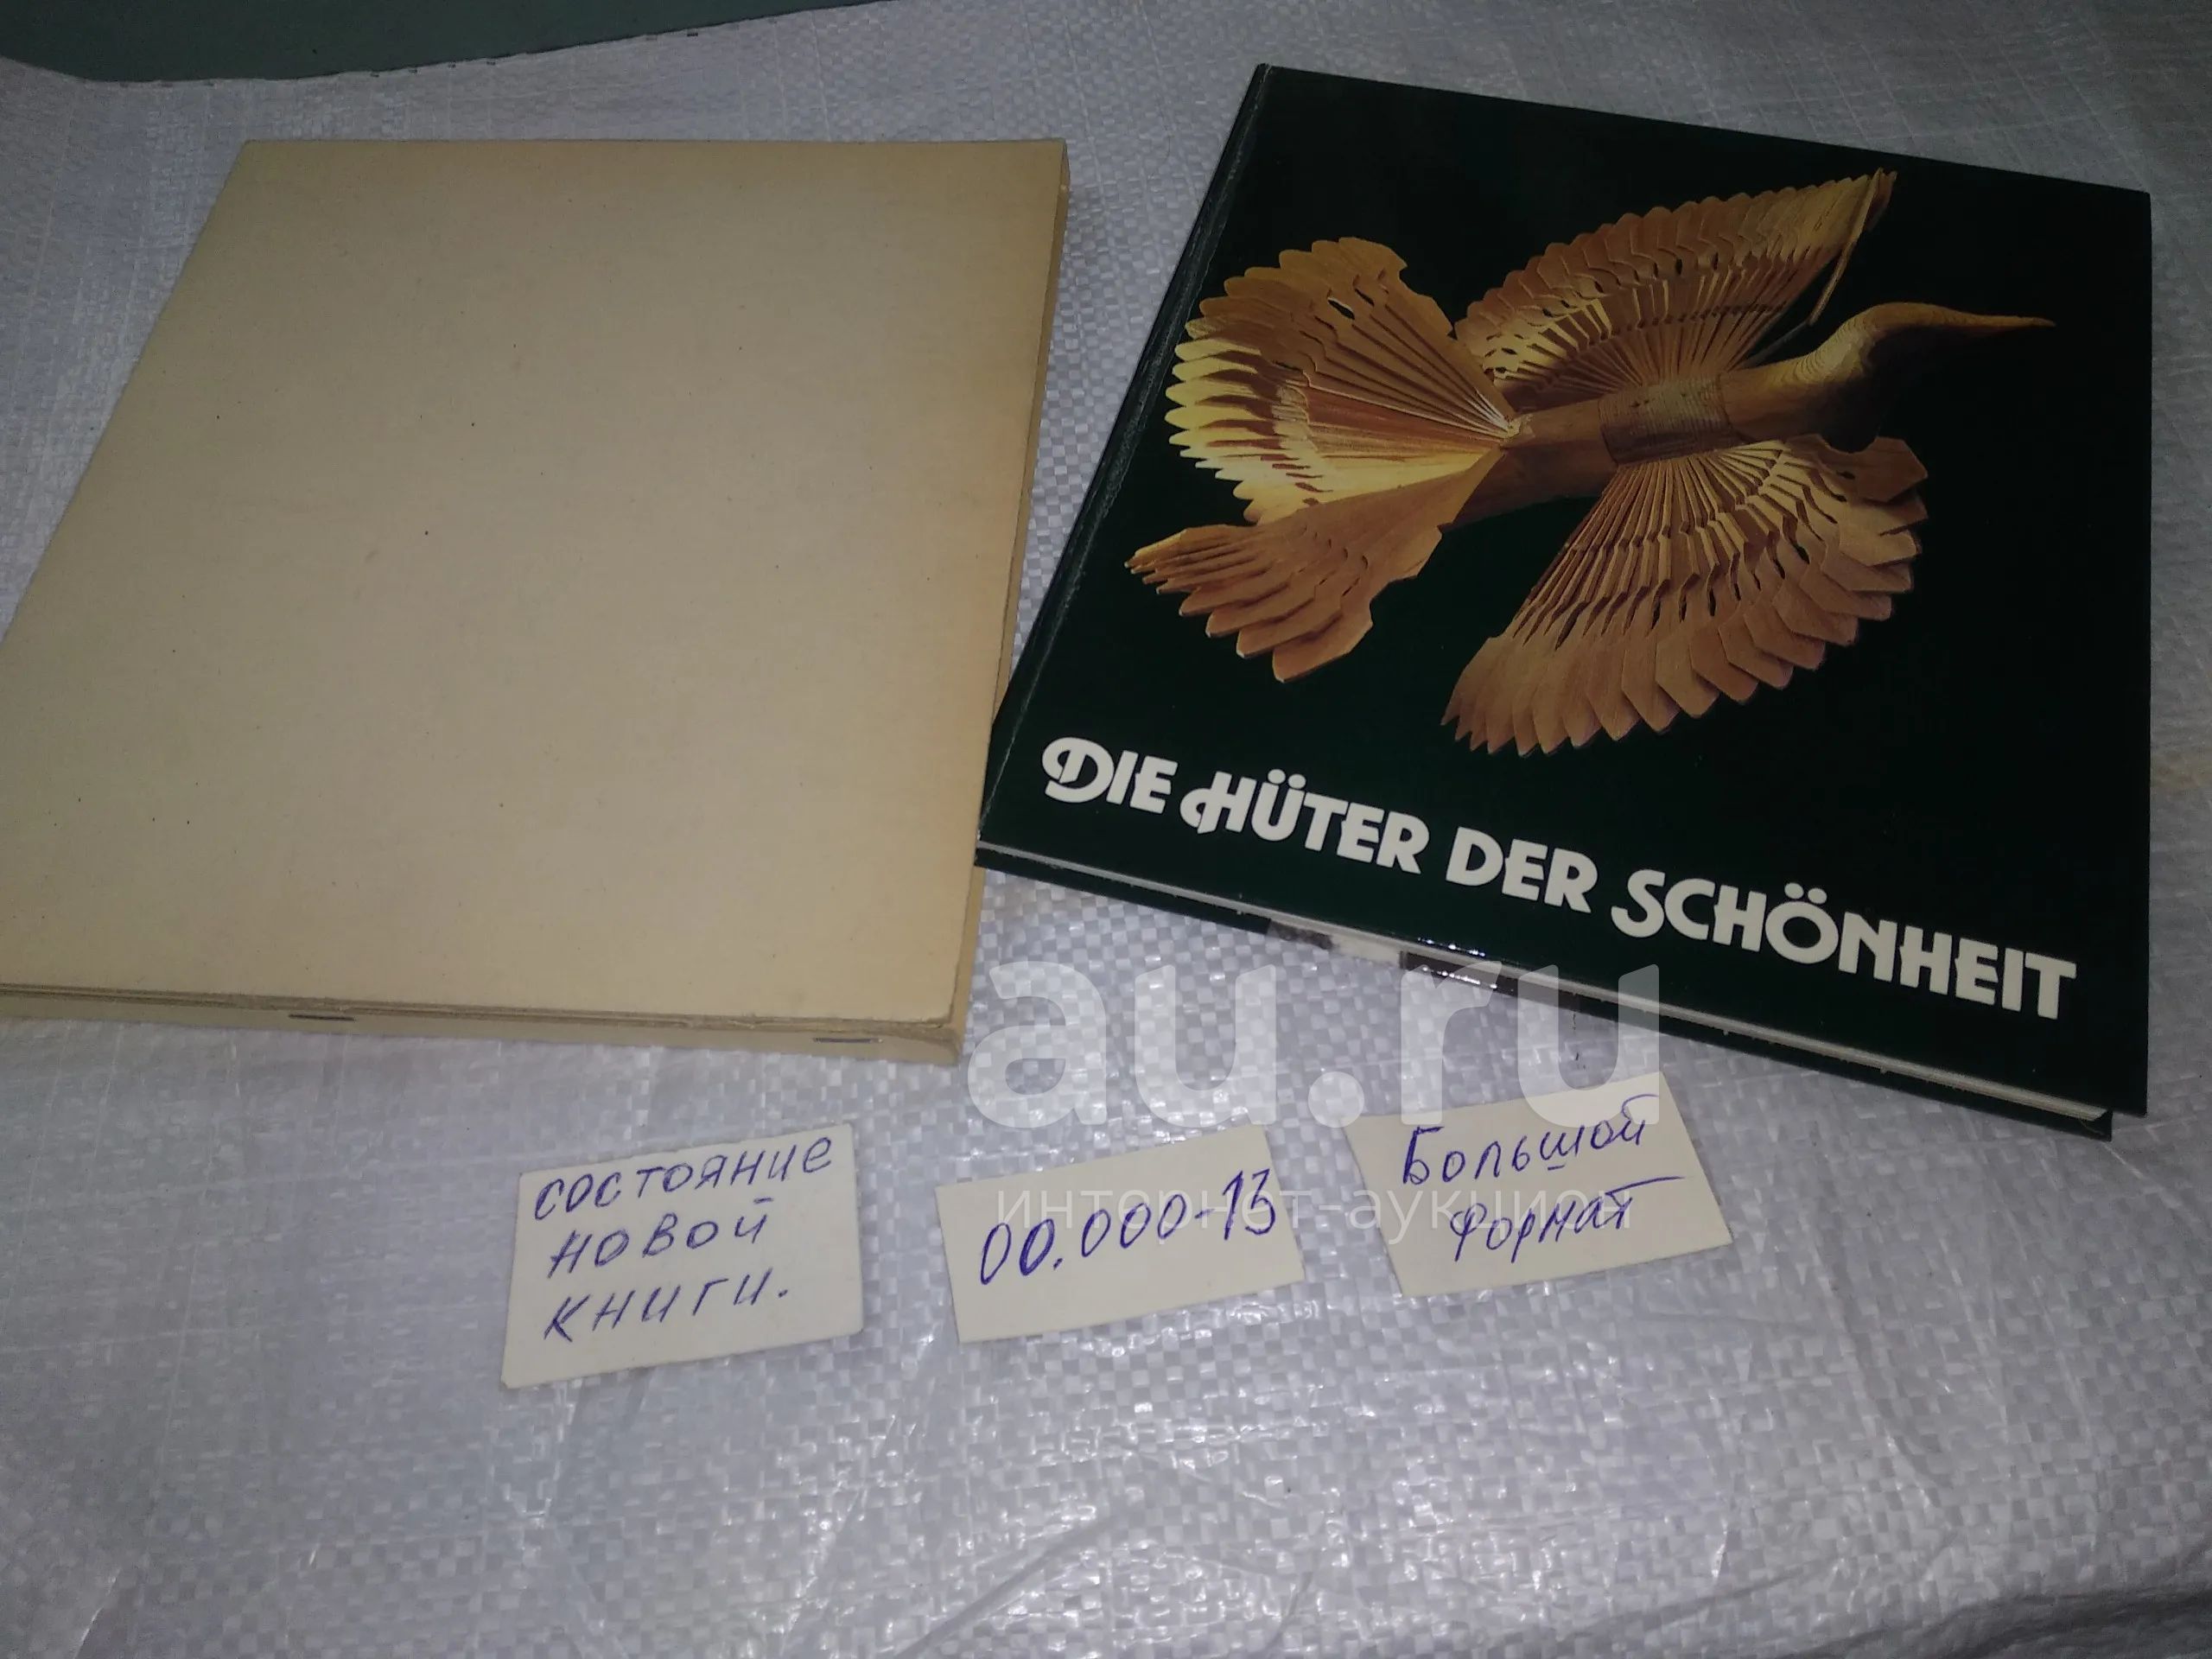 DIE HÜTER DER SCHÖNHEIT
au.ru
интернет-аукцион
состояние
новой
книги.
00.000-13
Большой
формат